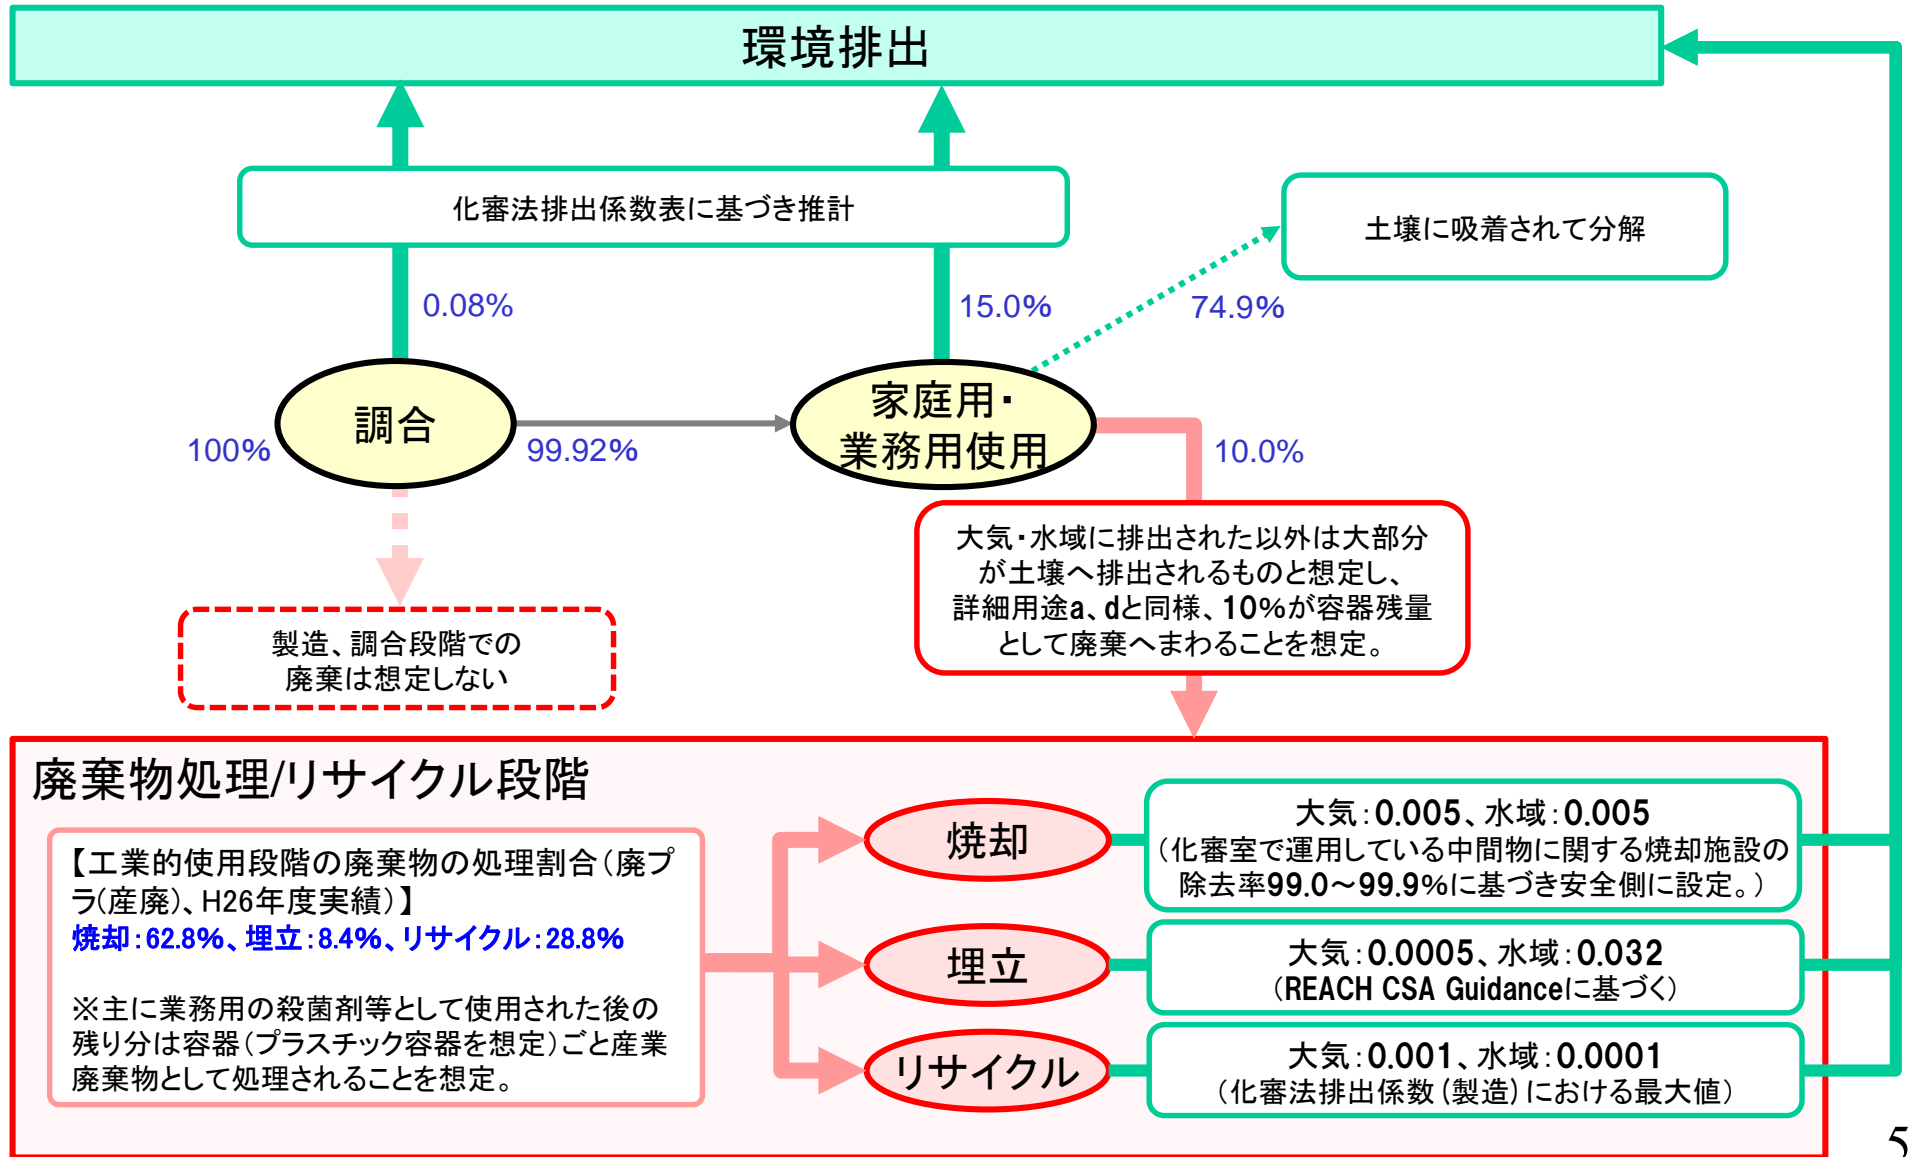 環境排出
化審法排出係数表に基づき推計
土壌に吸着されて分解
0.08%
15.0%
74.9%
調合
家庭用・
業務用使用
100%
99.92%
10.0%
大気・水域に排出された以外は大部分
が土壌へ排出されるものと想定し、
詳細用途a、dと同様、10%が容器残量
として廃棄へまわることを想定。
製造、調合段階での
廃棄は想定しない
廃棄物処理/リサイクル段階
【工業的使用段階の廃棄物の処理割合（廃プ
ラ(産廃)、H26年度実績）】
焼却：62.8%、埋立：8.4%、リサイクル：28.8%
※主に業務用の殺菌剤等として使用された後の
残り分は容器（プラスチック容器を想定）ごと産業
廃棄物として処理されることを想定。
焼却
大気：0.005、水域：0.005
（化審室で運用している中間物に関する焼却施設の
除去率99.0～99.9%に基づき安全側に設定。）
埋立
大気：0.0005、水域：0.032
（REACH CSA Guidanceに基づく）
リサイクル
大気：0.001、水域：0.0001
（化審法排出係数（製造）における最大値）
5